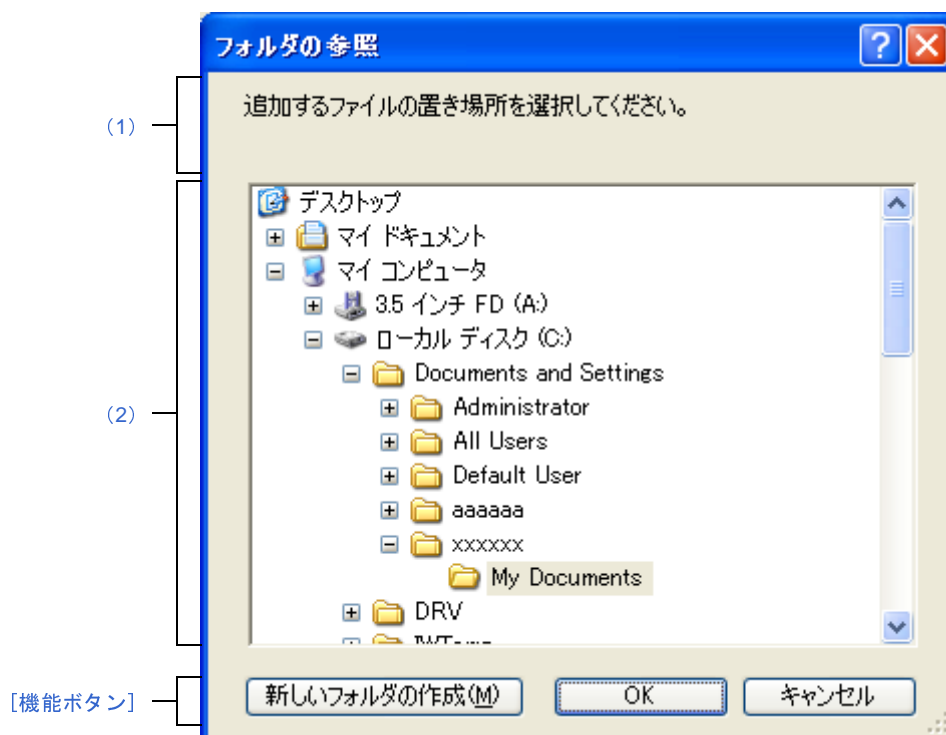 フォルダの参照
(1)
追加するファイルの置き場所を選択してください。
(2)
デスクトップ
マイ ドキュメント
マイ コンピュータ
3.5 インチ FD (A:)
ローカル ディスク (C:)
Documents and Settings
Administrator
All Users
Default User
aaaaaa
xxxxxx
My Documents
DRV
[機能ボタン]
新しいフォルダの作成(M)
OK
キャンセル